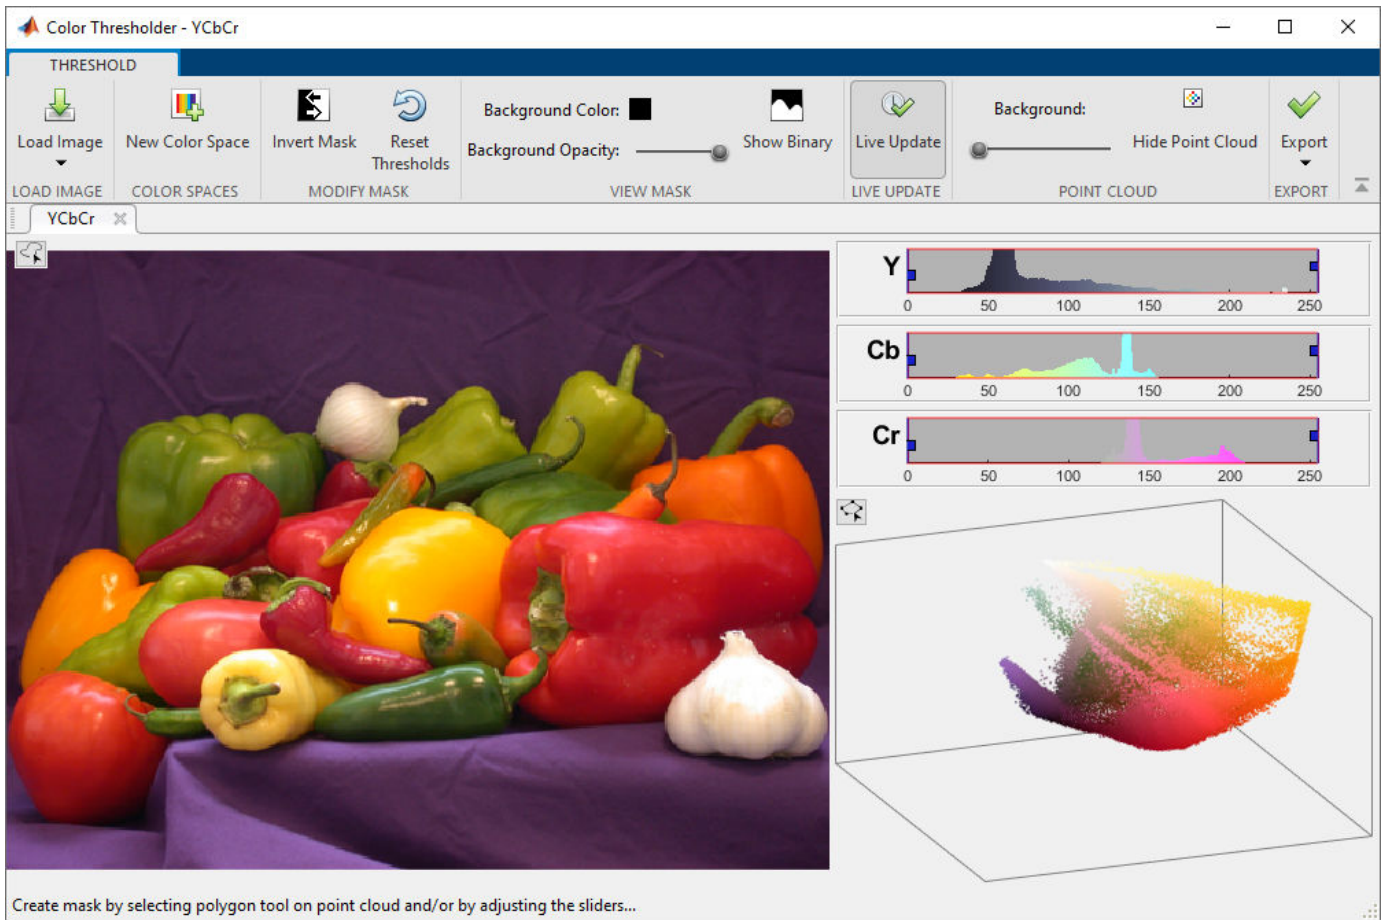 Color Thresholder - YCbCr
THRESHOLD
Load Image
New Color Space
Invert Mask
Reset
Thresholds
Background Color:
Background Opacity:
Show Binary
Live Update
Background:
Hide Point Cloud
Export
LOAD IMAGE
COLOR SPACES
MODIFY MASK
VIEW MASK
LIVE UPDATE
POINT CLOUD
EXPORT
YCbCr
Y
0 50 100 150 200 250
Cb
0 50 100 150 200 250
Cr
0 50 100 150 200 250
Create mask by selecting polygon tool on point cloud and/or by adjusting the sliders...